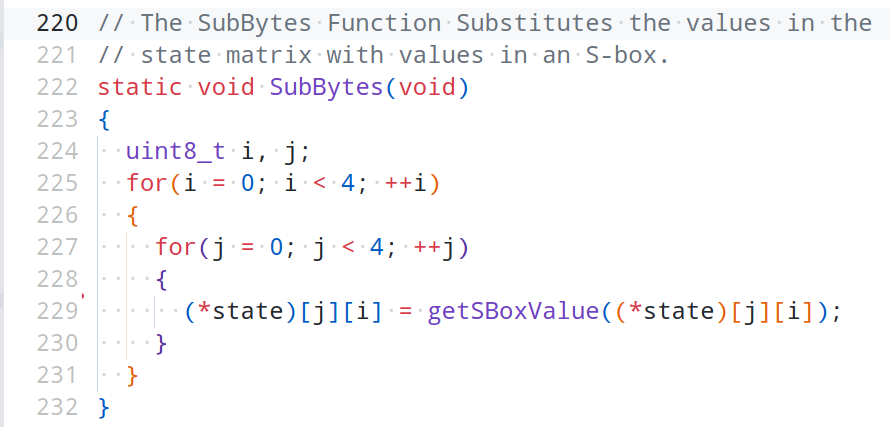 220 // The SubBytes Function Substitutes the values in the
221 // state matrix with values in an S-box.
222 static void SubBytes(void)
223 {
224   uint8_t i, j;
225   for(i = 0; i < 4; ++i)
226   {
227     for(j = 0; j < 4; ++j)
228     {
229       (*state)[j][i] = getSBoxValue((*state)[j][i]);
230     }
231   }
232 }